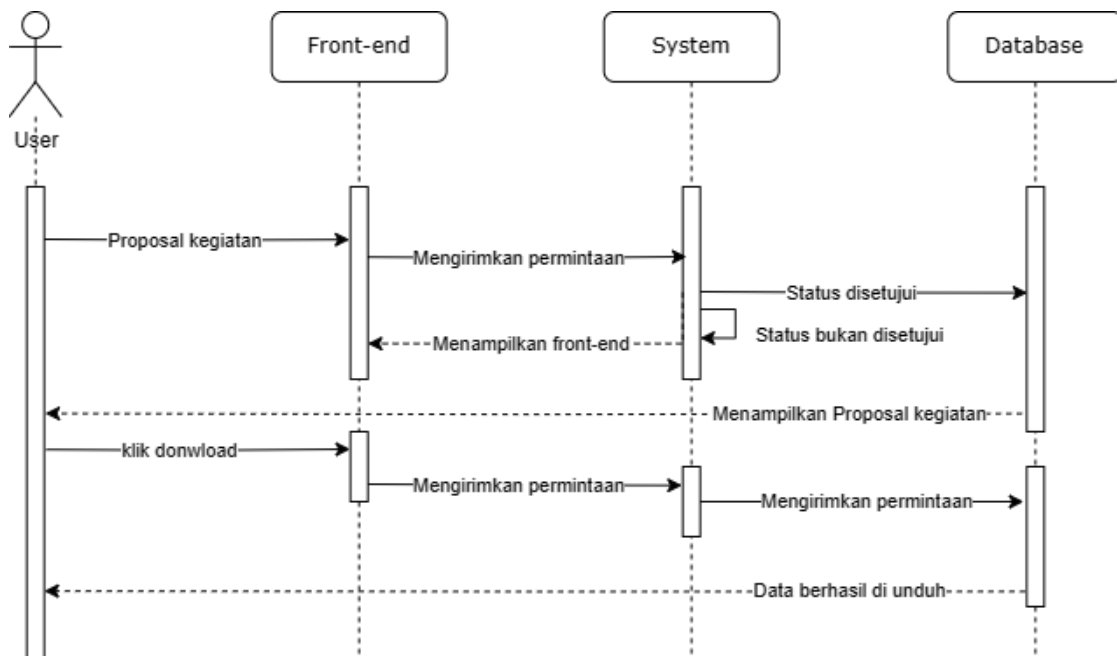 Front-end
System
Database
User
Proposal kegiatan
Mengirimkan permintaan
Status disetujui
Status bukan disetujui
Menampilkan front-end
Menampilkan Proposal kegiatan
klik donwload
Mengirimkan permintaan
Mengirimkan permintaan
Data berhasil di unduh